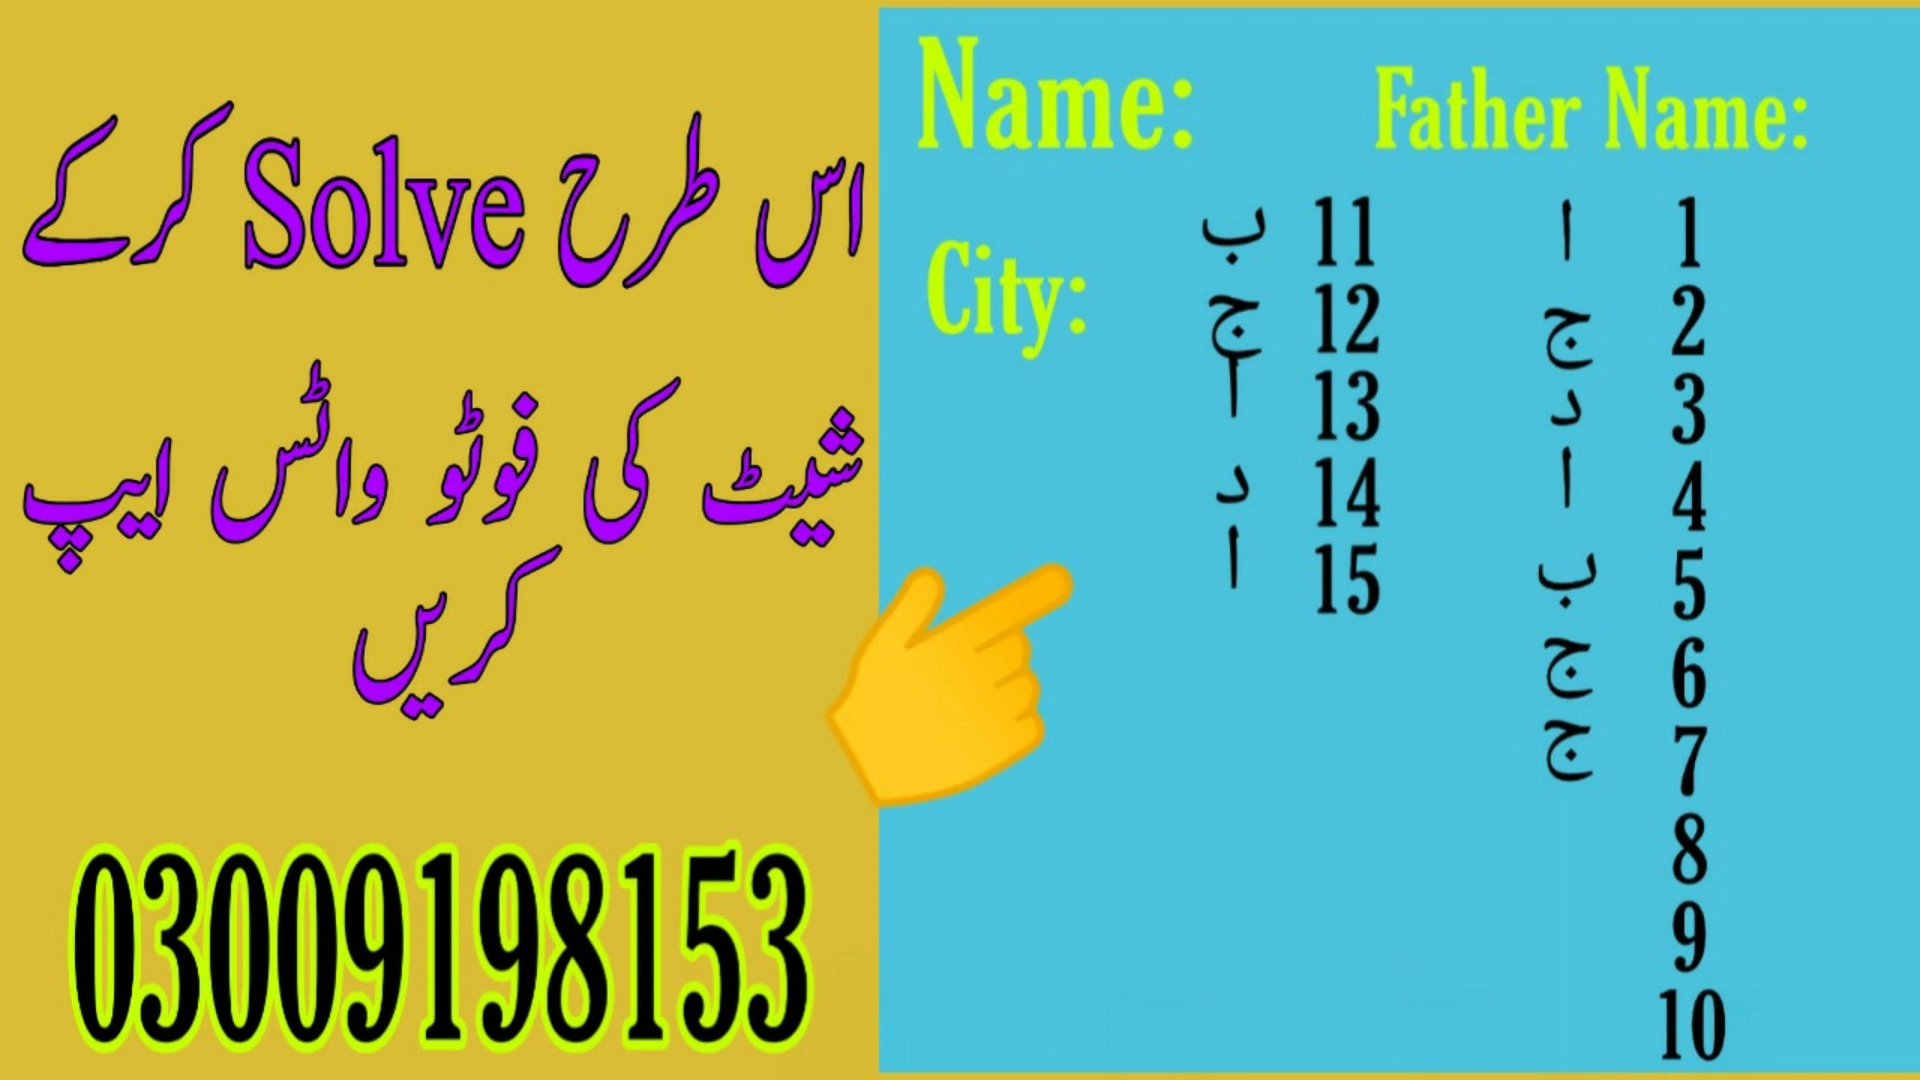 اس طرح Solve کرکے
شیٹ کی فوٹو واٹس ایپ
کریں
03009198153
Name: Father Name:
City:
1 ا
2 ج
3 د
4 ا
5 ب
6 ج
7 ج
8
9
10
11 ب
12 ج
13 ا
14 د
15 ا